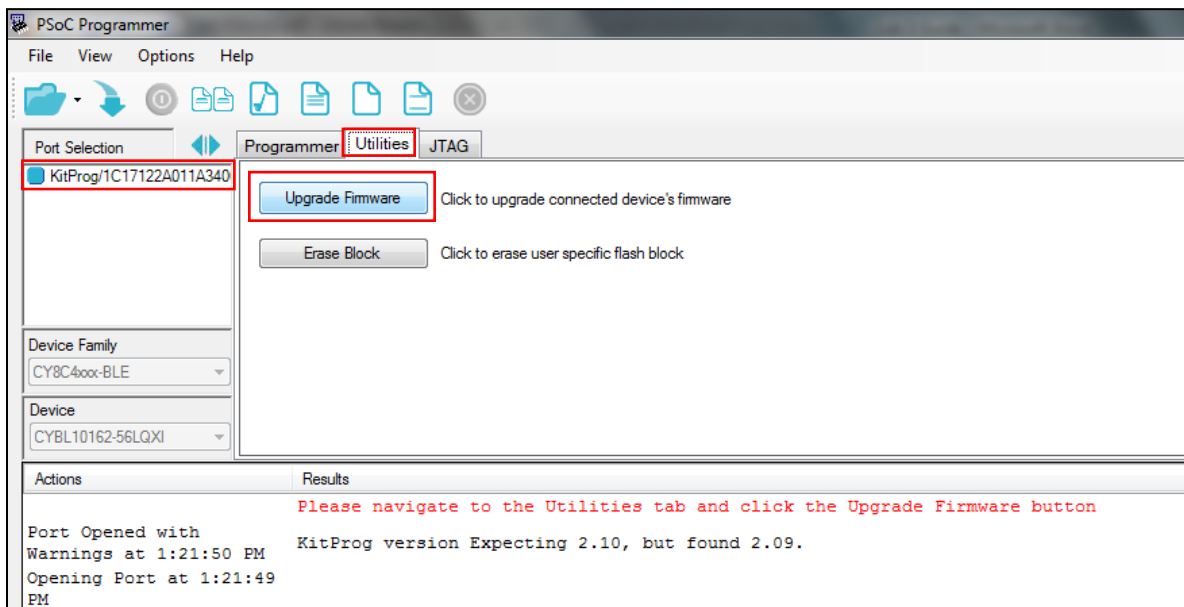 PSoC Programmer
File View Options Help
Port Selection
Programmer Utilities JTAG
KitProg/1C17122A011A340
Upgrade Firmware Click to upgrade connected device's firmware
Erase Block Click to erase user specific flash block
Device Family
CY8C4xxx-BLE
Device
CYBL10162-56LQXI
Actions Results
Please navigate to the Utilities tab and click the Upgrade Firmware button
Port Opened with
Warnings at 1:21:50 PM
KitProg version Expecting 2.10, but found 2.09.
Opening Port at 1:21:49
PM